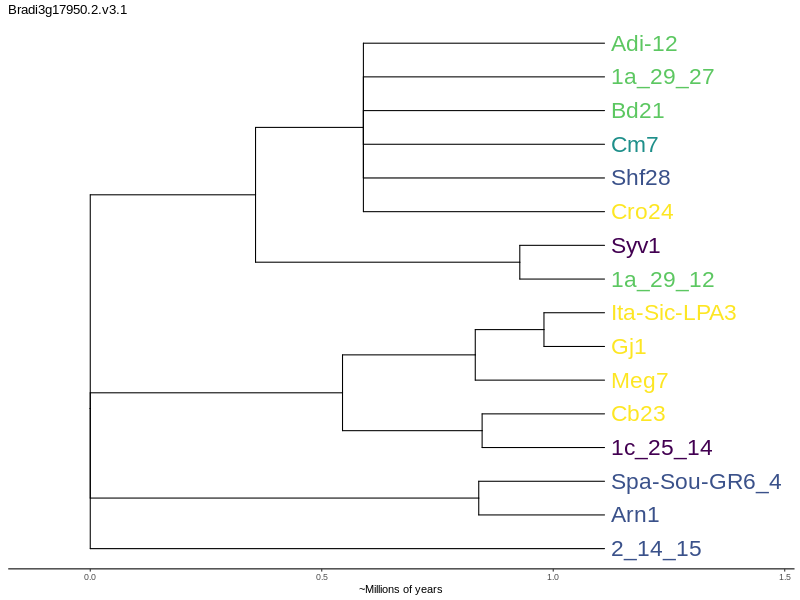 Bradi3g17950.2.v3.1
Adi-12
1a_29_27
Bd21
Cm7
Shf28
Cro24
Syv1
1a_29_12
Ita-Sic-LPA3
Gj1
Meg7
Cb23
1c_25_14
Spa-Sou-GR6_4
Arn1
2_14_15
0.0 0.5 1.0 1.5
~Millions of years